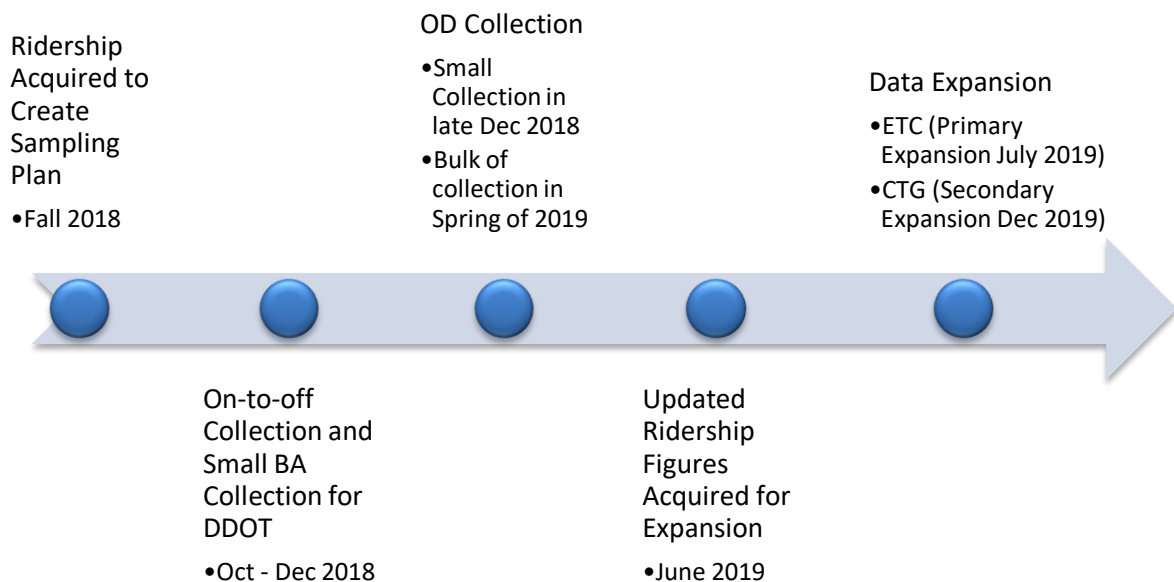 Ridership
Acquired to
Create
Sampling
Plan
•Fall 2018
On-to-off
Collection and
Small BA
Collection for
DDOT
•Oct - Dec 2018
OD Collection
•Small
Collection in
late Dec 2018
•Bulk of
collection in
Spring of 2019
Updated
Ridership
Figures
Acquired for
Expansion
•June 2019
Data Expansion
•ETC (Primary
Expansion July 2019)
•CTG (Secondary
Expansion Dec 2019)